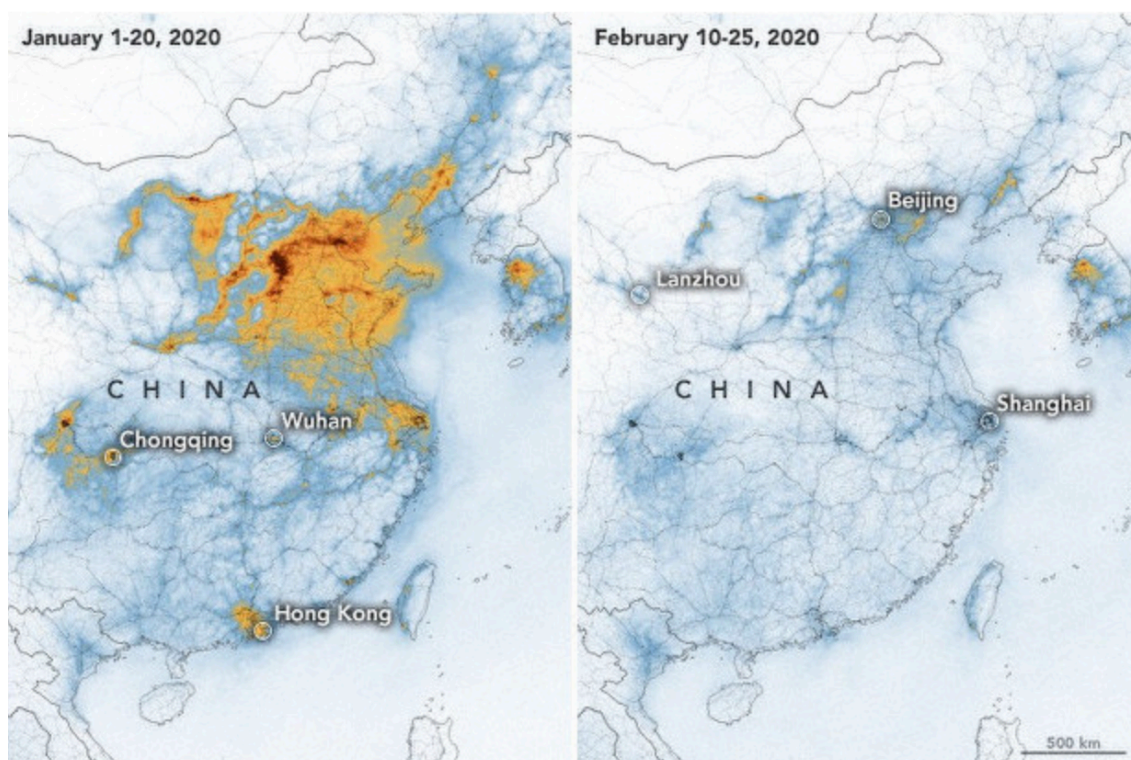 January 1-20, 2020
February 10-25, 2020
Beijing
Lanzhou
CHINA
CHINA
Shanghai
Wuhan
Chongqing
Hong Kong
500 km